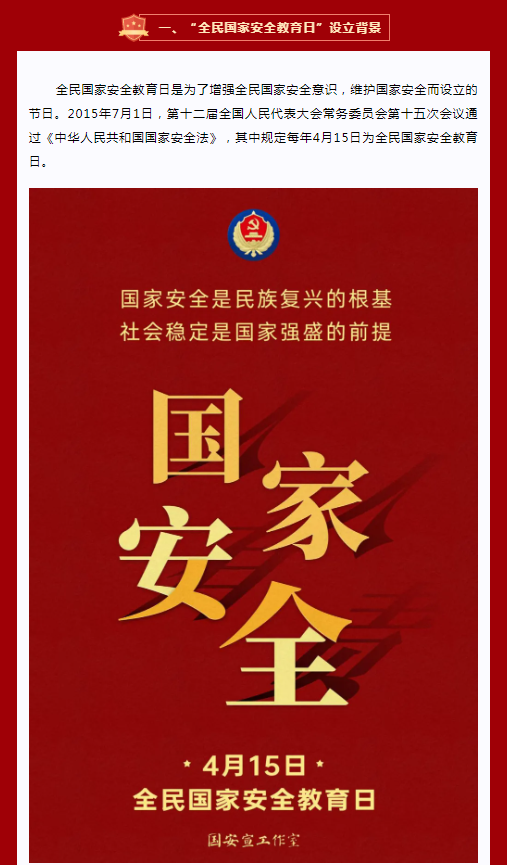 一、“全民国家安全教育日”设立背景
全民国家安全教育日是为了增强全民国家安全意识，维护国家安全而设立的
节日。2015年7月1日，第十二届全国人民代表大会常务委员会第十五次会议通
过《中华人民共和国国家安全法》，其中规定每年4月15日为全民国家安全教育
日。
国家安全是民族复兴的根基
社会稳定是国家强盛的前提
国家
安全
4月15日
全民国家安全教育日
国安宣工作室